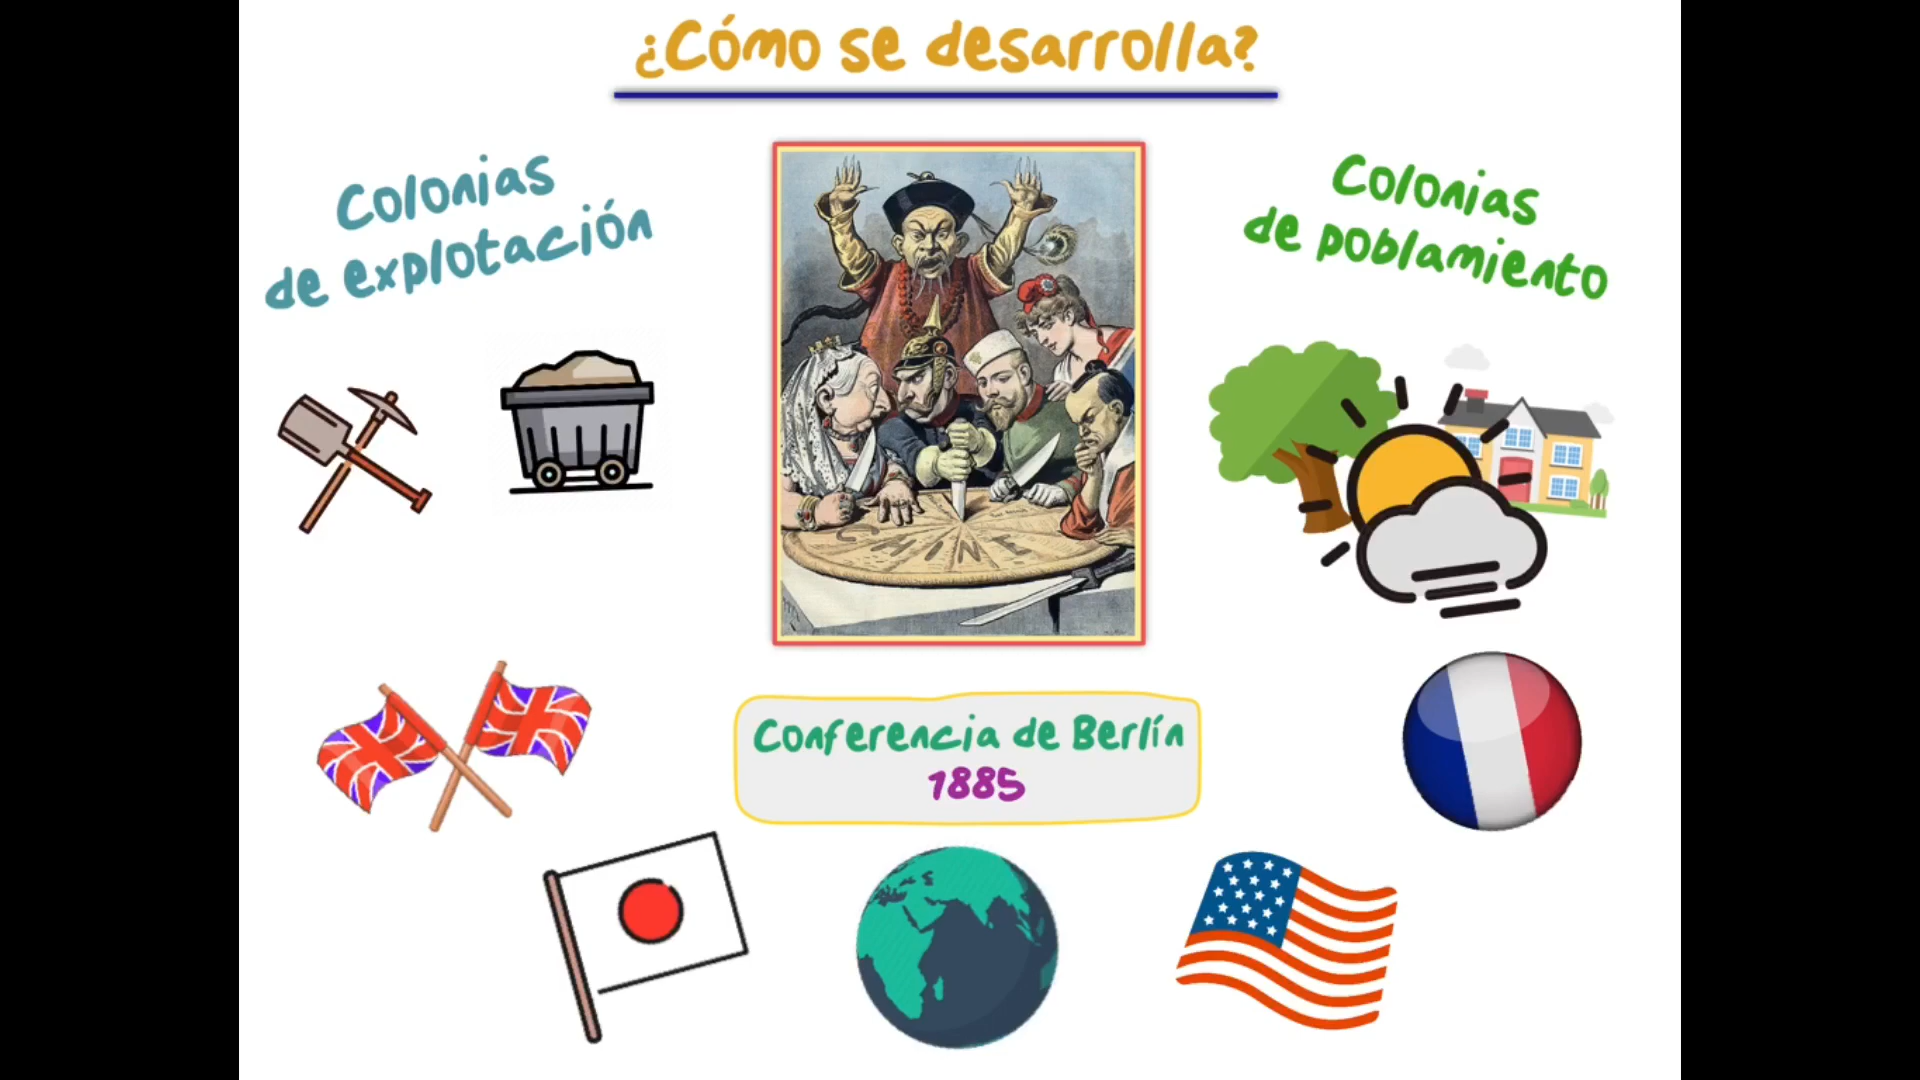 ¿Cómo se desarrolla?
Colonias
de explotación
Colonias
de poblamiento
CHINE
Conferencia de Berlín
1885